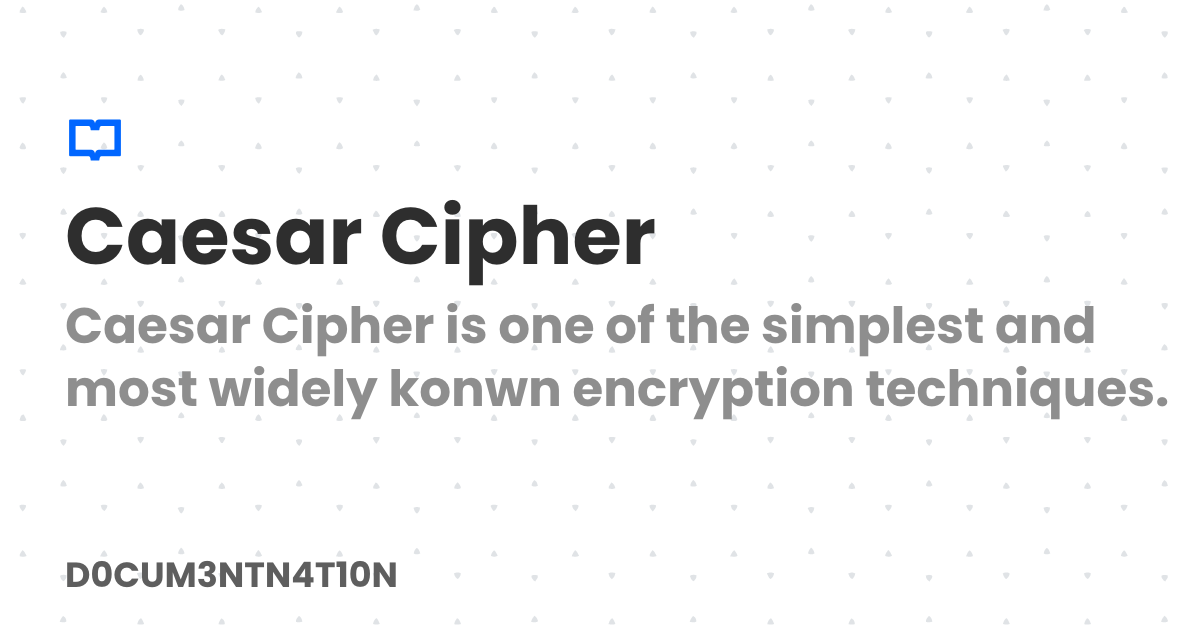 Caesar Cipher
Caesar Cipher is one of the simplest and
most widely konwn encryption techniques.
D0CUM3NTN4T10N